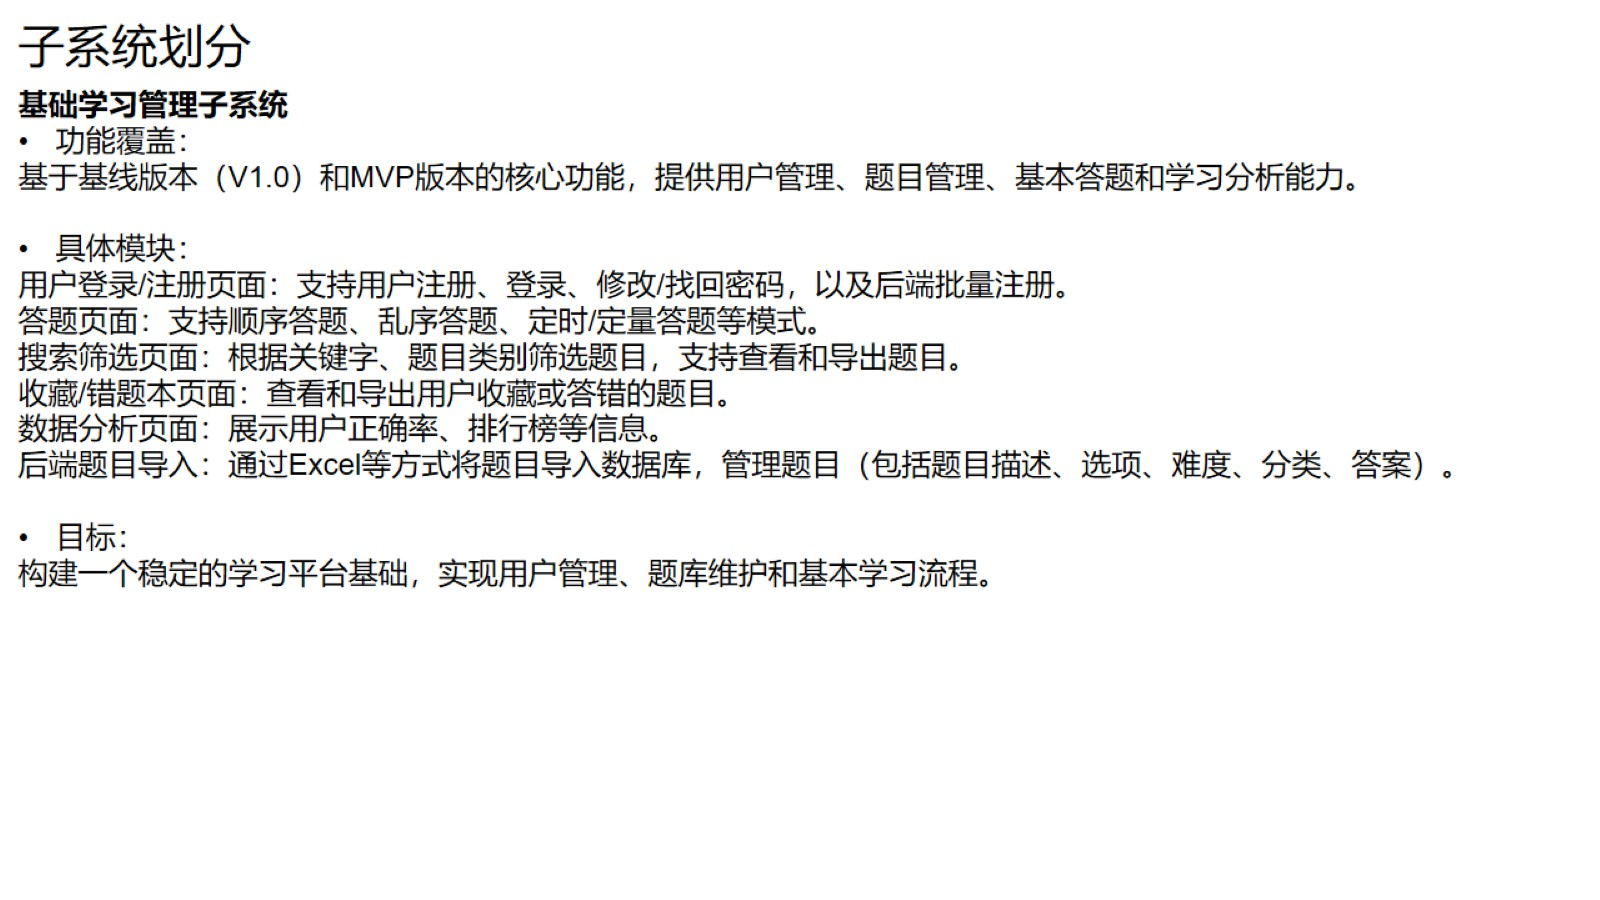 子系统划分
基础学习管理子系统
• 功能覆盖：
基于基线版本（V1.0）和MVP版本的核心功能，提供用户管理、题目管理、基本答题和学习分析能力。
• 具体模块：
用户登录/注册页面：支持用户注册、登录、修改/找回密码，以及后端批量注册。
答题页面：支持顺序答题、乱序答题、定时/定量答题等模式。
搜索筛选页面：根据关键字、题目类别筛选题目，支持查看和导出题目。
收藏/错题本页面：查看和导出用户收藏或答错的题目。
数据分析页面：展示用户正确率、排行榜等信息。
后端题目导入：通过Excel等方式将题目导入数据库，管理题目（包括题目描述、选项、难度、分类、答案）。
• 目标：
构建一个稳定的学习平台基础，实现用户管理、题库维护和基本学习流程。